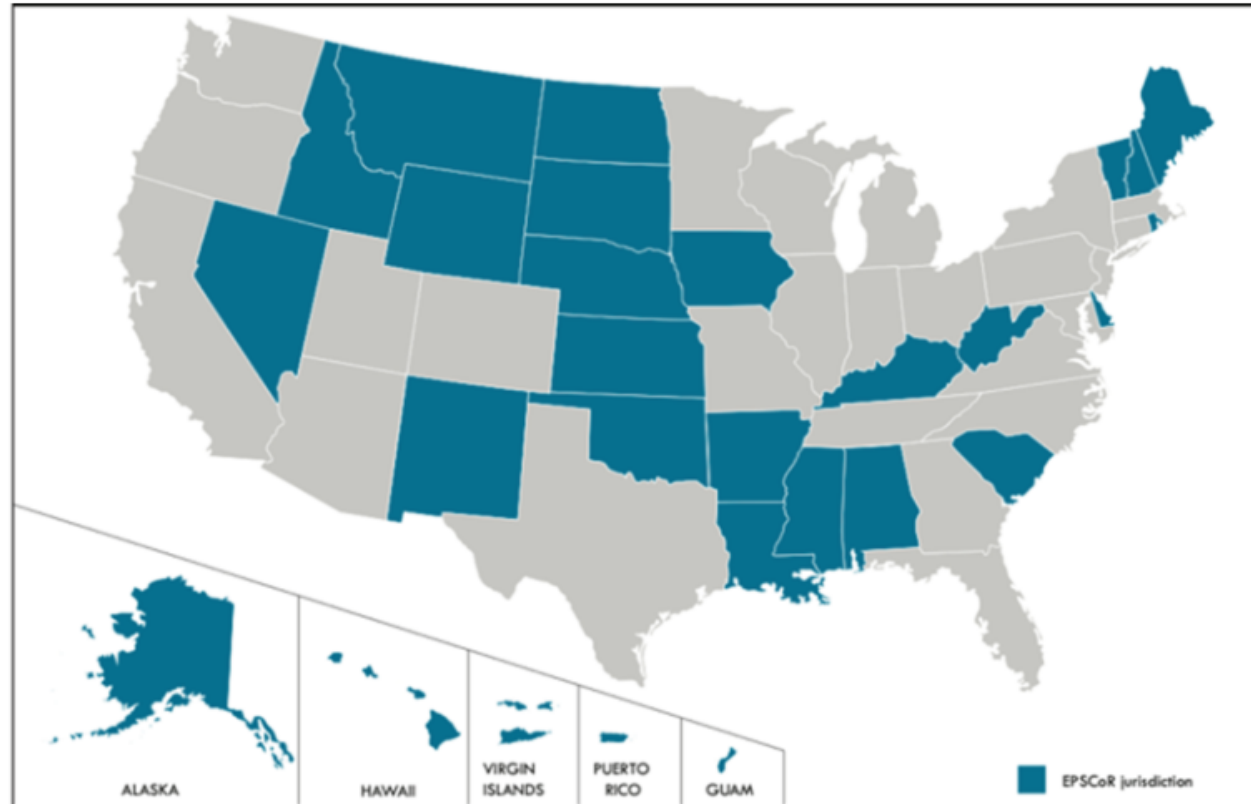 ALASKA
HAWAII
VIRGIN
ISLANDS
PUERTO
RICO
GUAM
EPSCoR jurisdiction